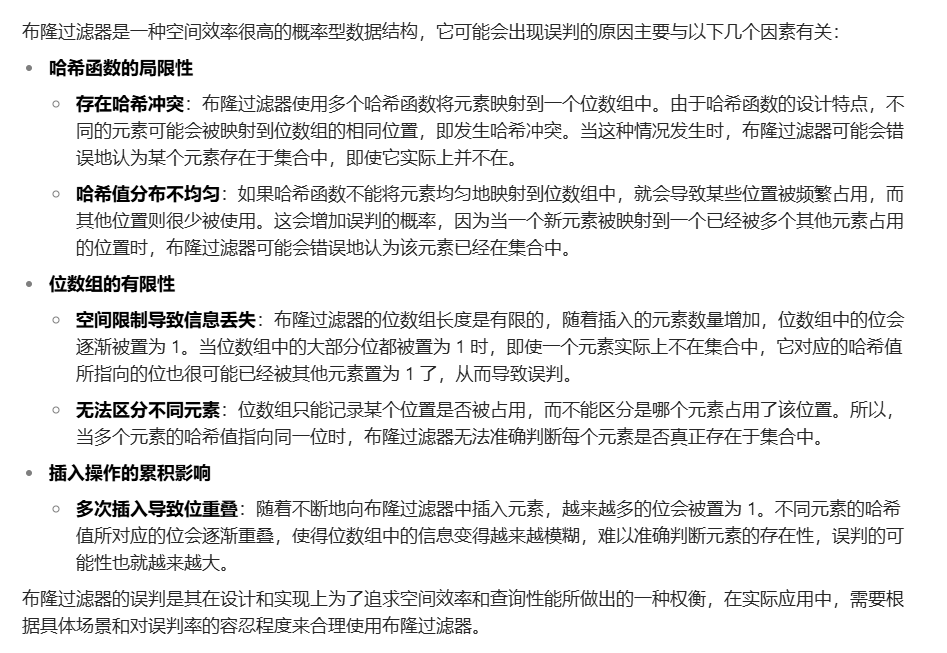 布隆过滤器是一种空间效率很高的概率型数据结构，它可能会出现误判的原因主要与以下几个因素有关：
• 哈希函数的局限性
○ 存在哈希冲突：布隆过滤器使用多个哈希函数将元素映射到一个位数组中。由于哈希函数的设计特点，不
同的元素可能会被映射到位数组的相同位置，即发生哈希冲突。当这种情况发生时，布隆过滤器可能会错
误地认为某个元素存在于集合中，即使它实际上并不在。
○ 哈希值分布不均匀：如果哈希函数不能将元素均匀地映射到位数组中，就会导致某些位置被频繁占用，而
其他位置则很少被使用。这会增加误判的概率，因为当一个新元素被映射到一个已经被多个其他元素占用
的位置时，布隆过滤器可能会错误地认为该元素已经在集合中。
• 位数组的有限性
○ 空间限制导致信息丢失：布隆过滤器的位数组长度是有限的，随着插入的元素数量增加，位数组中的位会
逐渐被置为 1。当位数组中的大部分位都被置为 1 时，即使一个元素实际上不在集合中，它对应的哈希值
所指向的位也很可能已经被其他元素置为 1 了，从而导致误判。
○ 无法区分不同元素：位数组只能记录某个位置是否被占用，而不能区分是哪个元素占用了该位置。所以，
当多个元素的哈希值指向同一位时，布隆过滤器无法准确判断每个元素是否真正存在于集合中。
• 插入操作的累积影响
○ 多次插入导致位重叠：随着不断地向布隆过滤器中插入元素，越来越多的位会被置为 1。不同元素的哈希
值所对应的位会逐渐重叠，使得位数组中的信息变得越来越模糊，难以准确判断元素的存在性，误判的可
能性也就越来越大。
布隆过滤器的误判是其在设计和实现上为了追求空间效率和查询性能所做出的一种权衡，在实际应用中，需要根
据具体场景和对误判率的容忍程度来合理使用布隆过滤器。